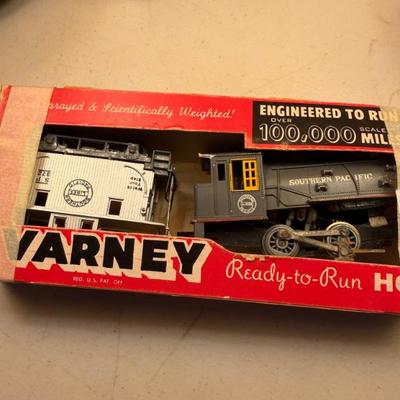 prayed & Scientifically Weighted!
ENGINEERED TO RUN
OVER
100,000 SCALE
MILES
SOUTHERN PACIFIC
VARNEY
REG. U.S. PAT. OFF.
Ready-to-Run HO